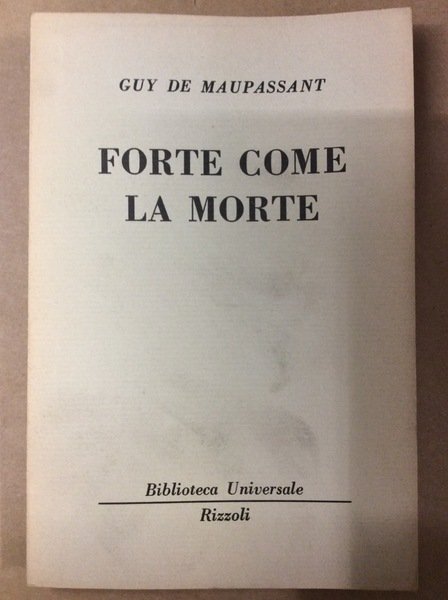 GUY DE MAUPASSANT
FORTE COME
LA MORTE
Biblioteca Universale
Rizzoli